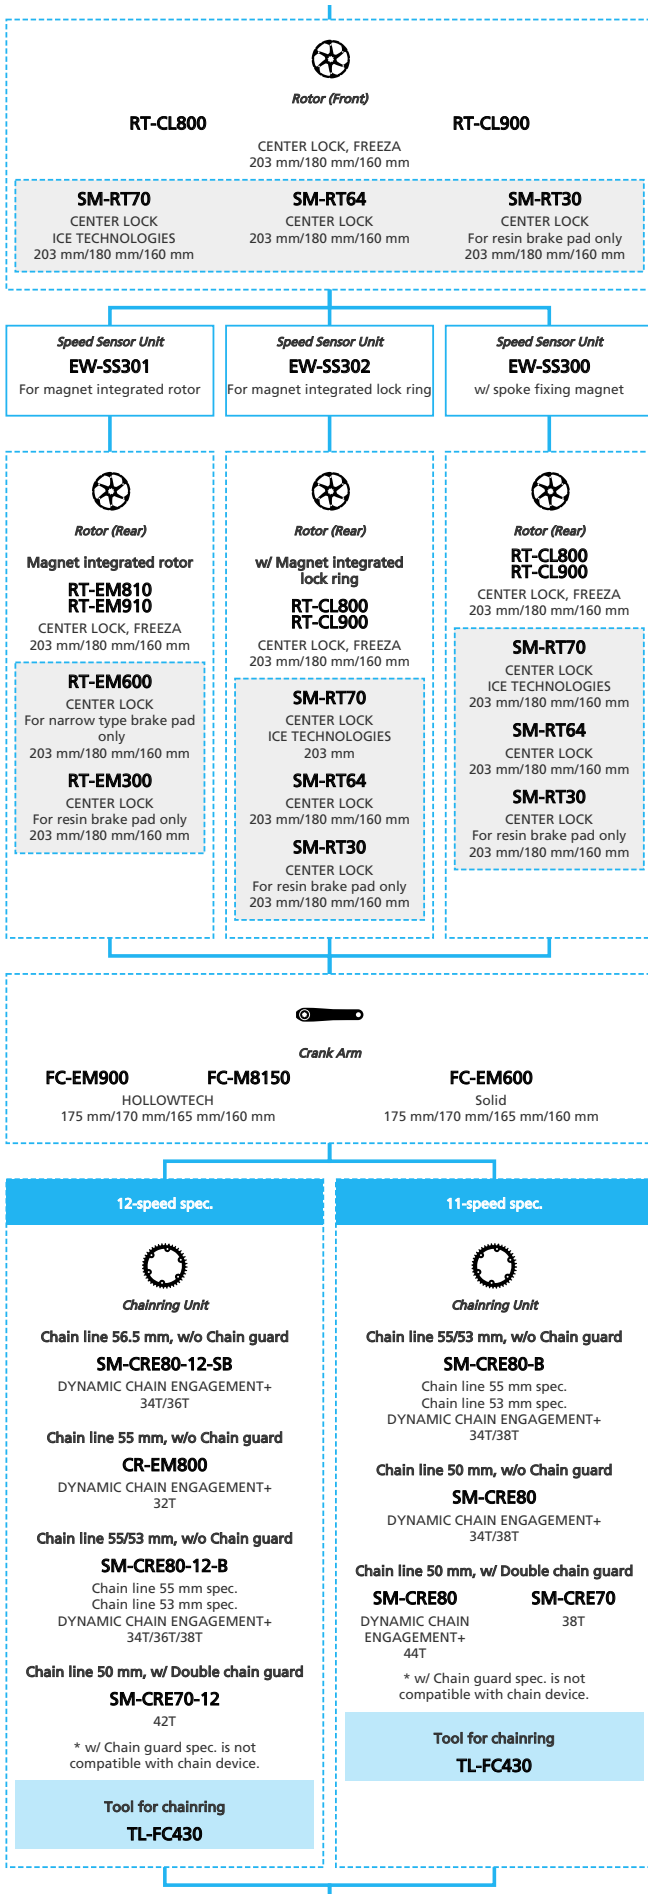 Rotor (Front)
RT-CL800
RT-CL900
CENTER LOCK, FREEZA
203 mm/180 mm/160 mm
SM-RT70
CENTER LOCK
ICE TECHNOLOGIES
203 mm/180 mm/160 mm
SM-RT64
CENTER LOCK
203 mm/180 mm/160 mm
SM-RT30
CENTER LOCK
For resin brake pad only
203 mm/180 mm/160 mm
Speed Sensor Unit
EW-SS301
For magnet integrated rotor
Speed Sensor Unit
EW-SS302
For magnet integrated lock ring
Speed Sensor Unit
EW-SS300
w/ spoke fixing magnet
Rotor (Rear)
Magnet integrated rotor
RT-EM810
RT-EM910
CENTER LOCK, FREEZA
203 mm/180 mm/160 mm
RT-EM600
CENTER LOCK
For narrow type brake pad
only
203 mm/180 mm/160 mm
RT-EM300
CENTER LOCK
For resin brake pad only
203 mm/180 mm/160 mm
Rotor (Rear)
w/ Magnet integrated
lock ring
RT-CL800
RT-CL900
CENTER LOCK, FREEZA
203 mm/180 mm/160 mm
SM-RT70
CENTER LOCK
ICE TECHNOLOGIES
203 mm
SM-RT64
CENTER LOCK
203 mm/180 mm/160 mm
SM-RT30
CENTER LOCK
For resin brake pad only
203 mm/180 mm/160 mm
Rotor (Rear)
RT-CL800
RT-CL900
CENTER LOCK, FREEZA
203 mm/180 mm/160 mm
SM-RT70
CENTER LOCK
ICE TECHNOLOGIES
203 mm/180 mm/160 mm
SM-RT64
CENTER LOCK
203 mm/180 mm/160 mm
SM-RT30
CENTER LOCK
For resin brake pad only
203 mm/180 mm/160 mm
Crank Arm
FC-EM900
FC-M8150
HOLLOWTECH
175 mm/170 mm/165 mm/160 mm
FC-EM600
Solid
175 mm/170 mm/165 mm/160 mm
12-speed spec.
Chainring Unit
Chain line 56.5 mm, w/o Chain guard
SM-CRE80-12-SB
DYNAMIC CHAIN ENGAGEMENT+
34T/36T
Chain line 55 mm, w/o Chain guard
CR-EM800
DYNAMIC CHAIN ENGAGEMENT+
32T
Chain line 55/53 mm, w/o Chain guard
SM-CRE80-12-B
Chain line 55 mm spec.
Chain line 53 mm spec.
DYNAMIC CHAIN ENGAGEMENT+
34T/36T/38T
Chain line 50 mm, w/ Double chain guard
SM-CRE70-12
42T
* w/ Chain guard spec. is not
compatible with chain device.
Tool for chainring
TL-FC430
11-speed spec.
Chainring Unit
Chain line 55/53 mm, w/o Chain guard
SM-CRE80-B
Chain line 55 mm spec.
Chain line 53 mm spec.
DYNAMIC CHAIN ENGAGEMENT+
34T/38T
Chain line 50 mm, w/o Chain guard
SM-CRE80
DYNAMIC CHAIN ENGAGEMENT+
34T/38T
Chain line 50 mm, w/ Double chain guard
SM-CRE80
DYNAMIC CHAIN
ENGAGEMENT+
44T
SM-CRE70
38T
* w/ Chain guard spec. is not
compatible with chain device.
Tool for chainring
TL-FC430